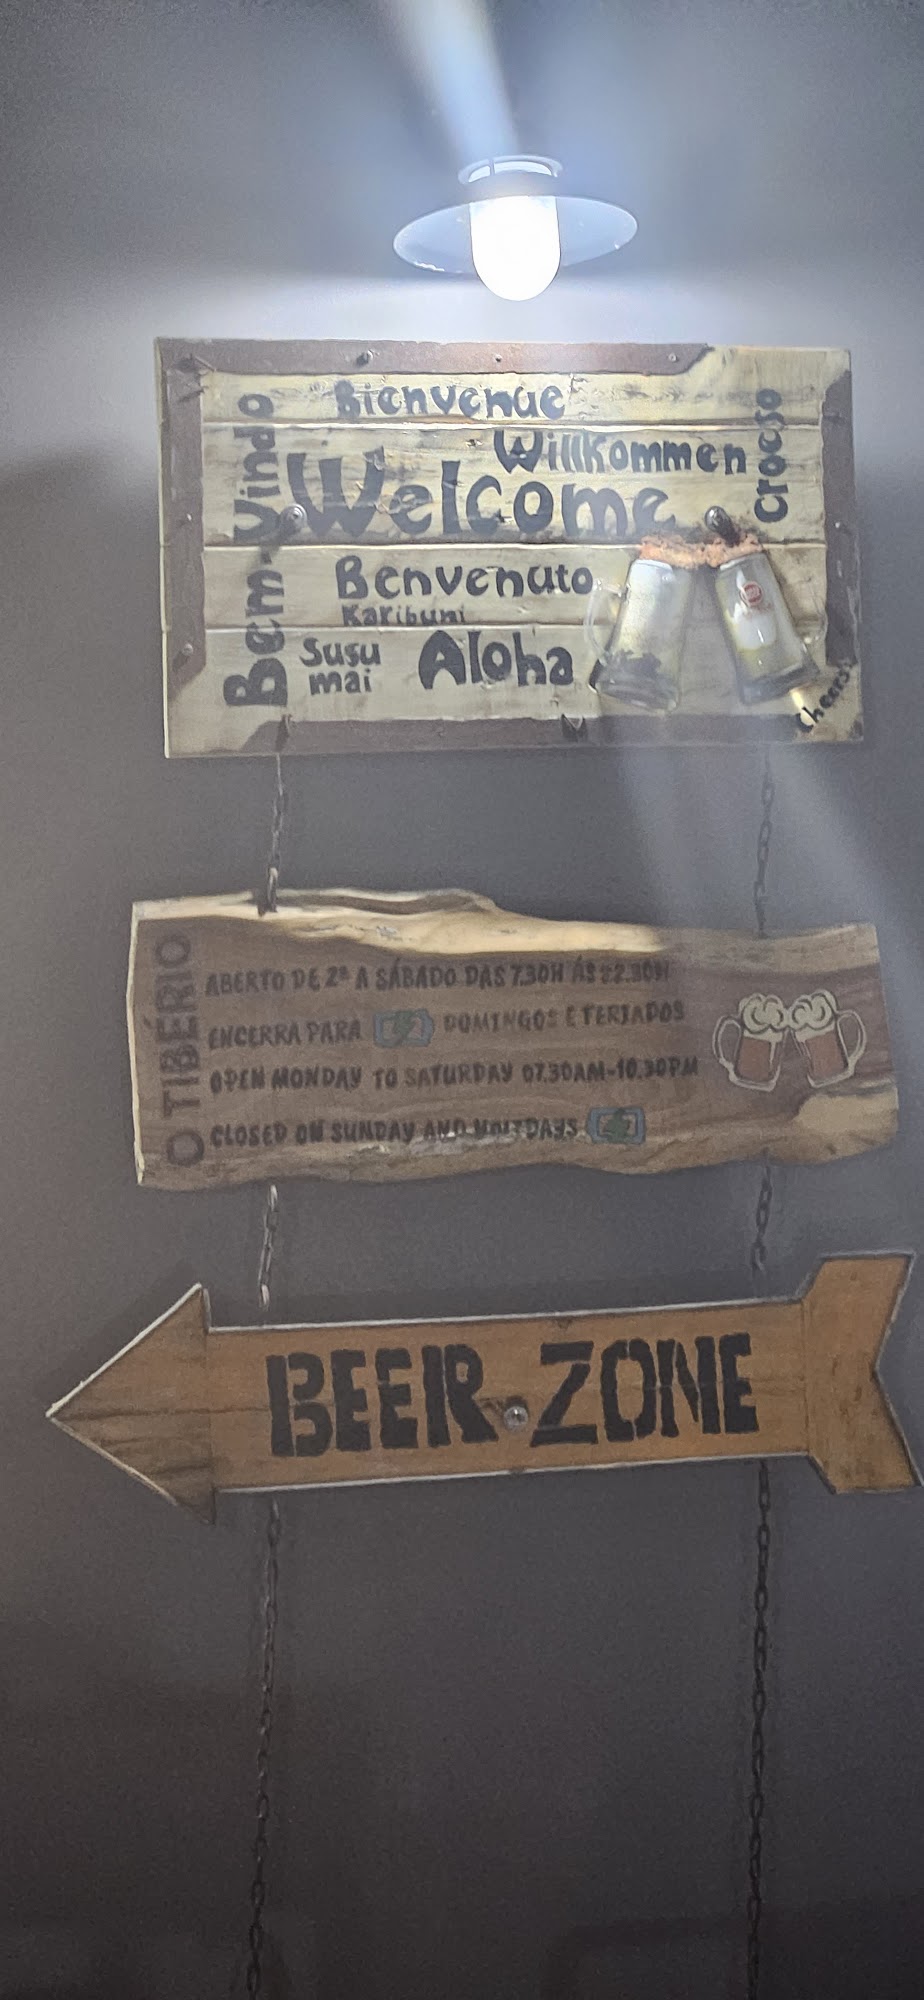 Bienvenue
Willkommen
Croeso
Bem-Vindo
Welcome
Benvenuto
Karibuni
Susu
mai
Aloha
Cheers
O TIBÉRIO
ABERTO DE 2ª A SÁBADO DAS 7.30H ÁS 22.30H
ENCERRA PARA DOMINGOS E FERIADOS
OPEN MONDAY TO SATURDAY 07.30AM-10.30PM
CLOSED ON SUNDAY AND HOLIDAYS
BEER ZONE